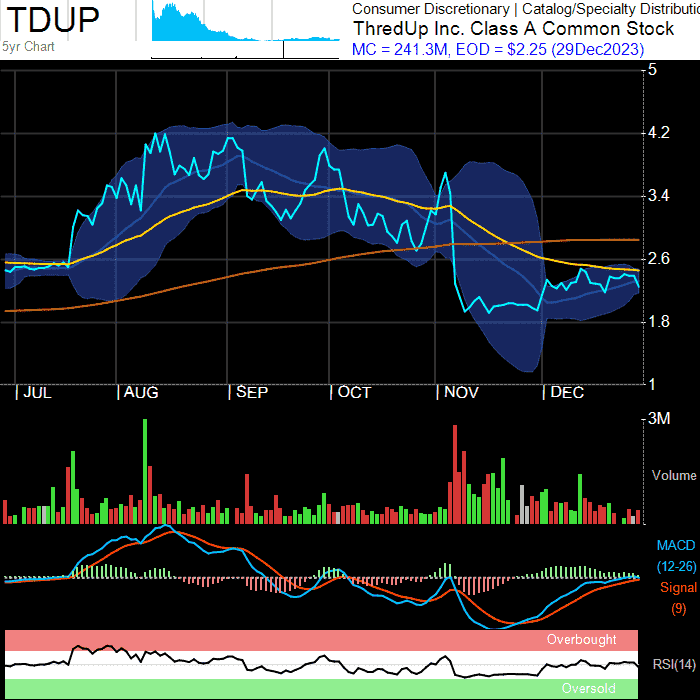 TDUP
5yr Chart
Consumer Discretionary | Catalog/Specialty Distributio
ThredUp Inc. Class A Common Stock
MC = 241.3M, EOD = $2.25 (29Dec2023)
5
4.2
3.4
2.6
1.8
1
JUL
AUG
SEP
OCT
NOV
DEC
3M
Volume
MACD
(12-26)
Signal
(9)
Overbought
RSI(14)
Oversold